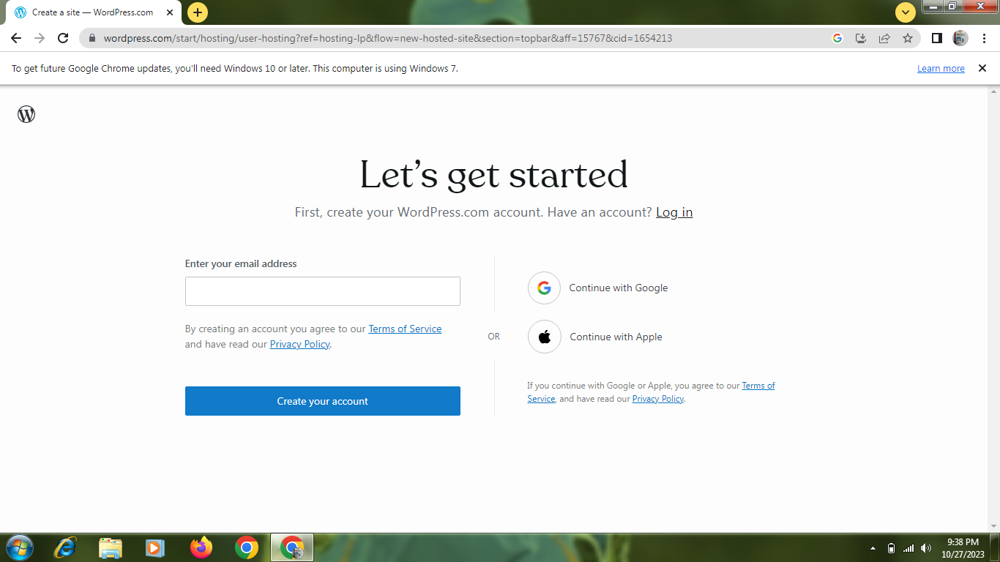 Create a site — WordPress.com
wordpress.com/start/hosting/user-hosting?ref=hosting-lp&flow=new-hosted-site&section=topbar&aff=15767&cid=1654213
To get future Google Chrome updates, you'll need Windows 10 or later. This computer is using Windows 7.
Learn more
Let's get started
First, create your WordPress.com account. Have an account? Log in
Enter your email address
By creating an account you agree to our Terms of Service
and have read our Privacy Policy.
Create your account
OR
Continue with Google
Continue with Apple
If you continue with Google or Apple, you agree to our Terms of
Service, and have read our Privacy Policy.
9:38 PM
10/27/2023